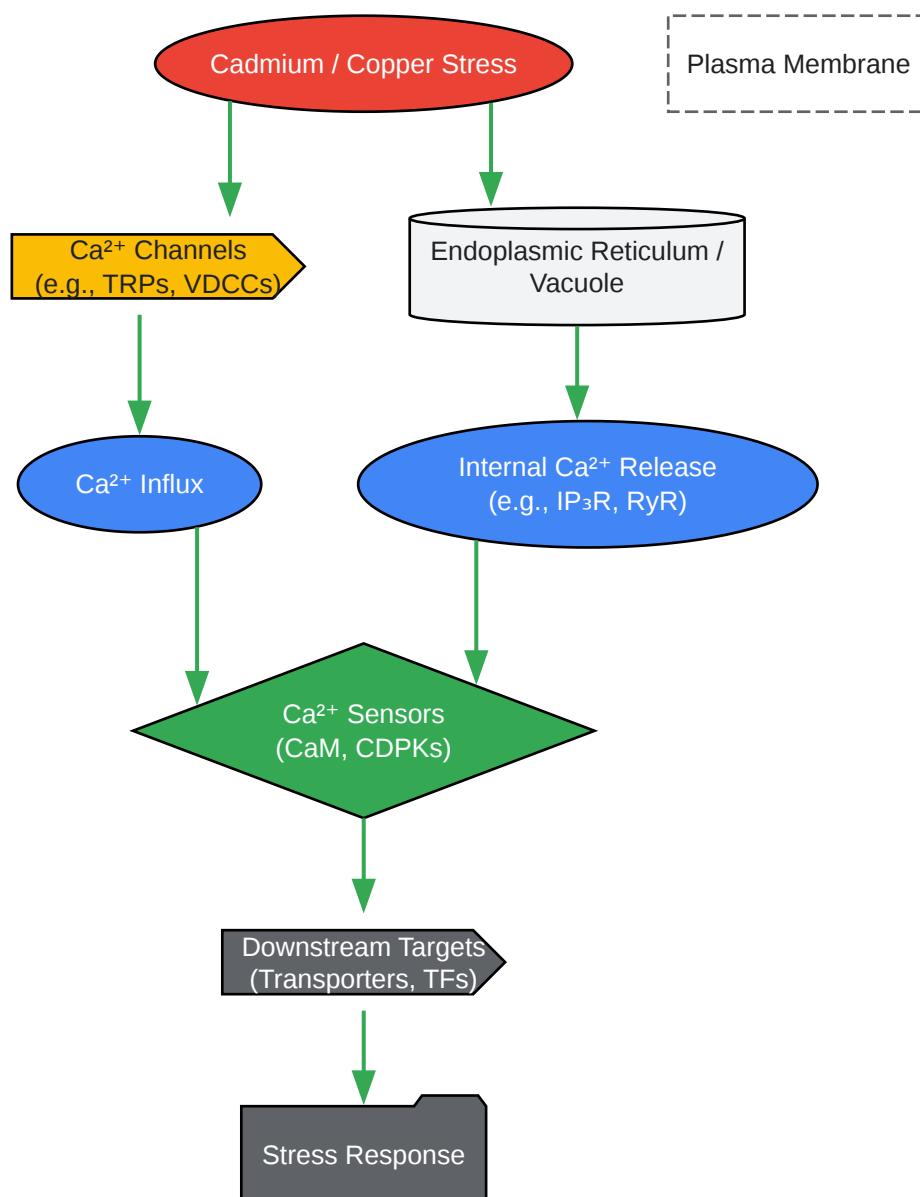 Cadmium / Copper Stress
Plasma Membrane
Ca²⁺ Channels
(e.g., TRPs, VDCCs)
Endoplasmic Reticulum /
Vacuole
Ca²⁺ Influx
Internal Ca²⁺ Release
(e.g., IP₃R, RyR)
Ca²⁺ Sensors
(CaM, CDPKs)
Downstream Targets
(Transporters, TFs)
Stress Response